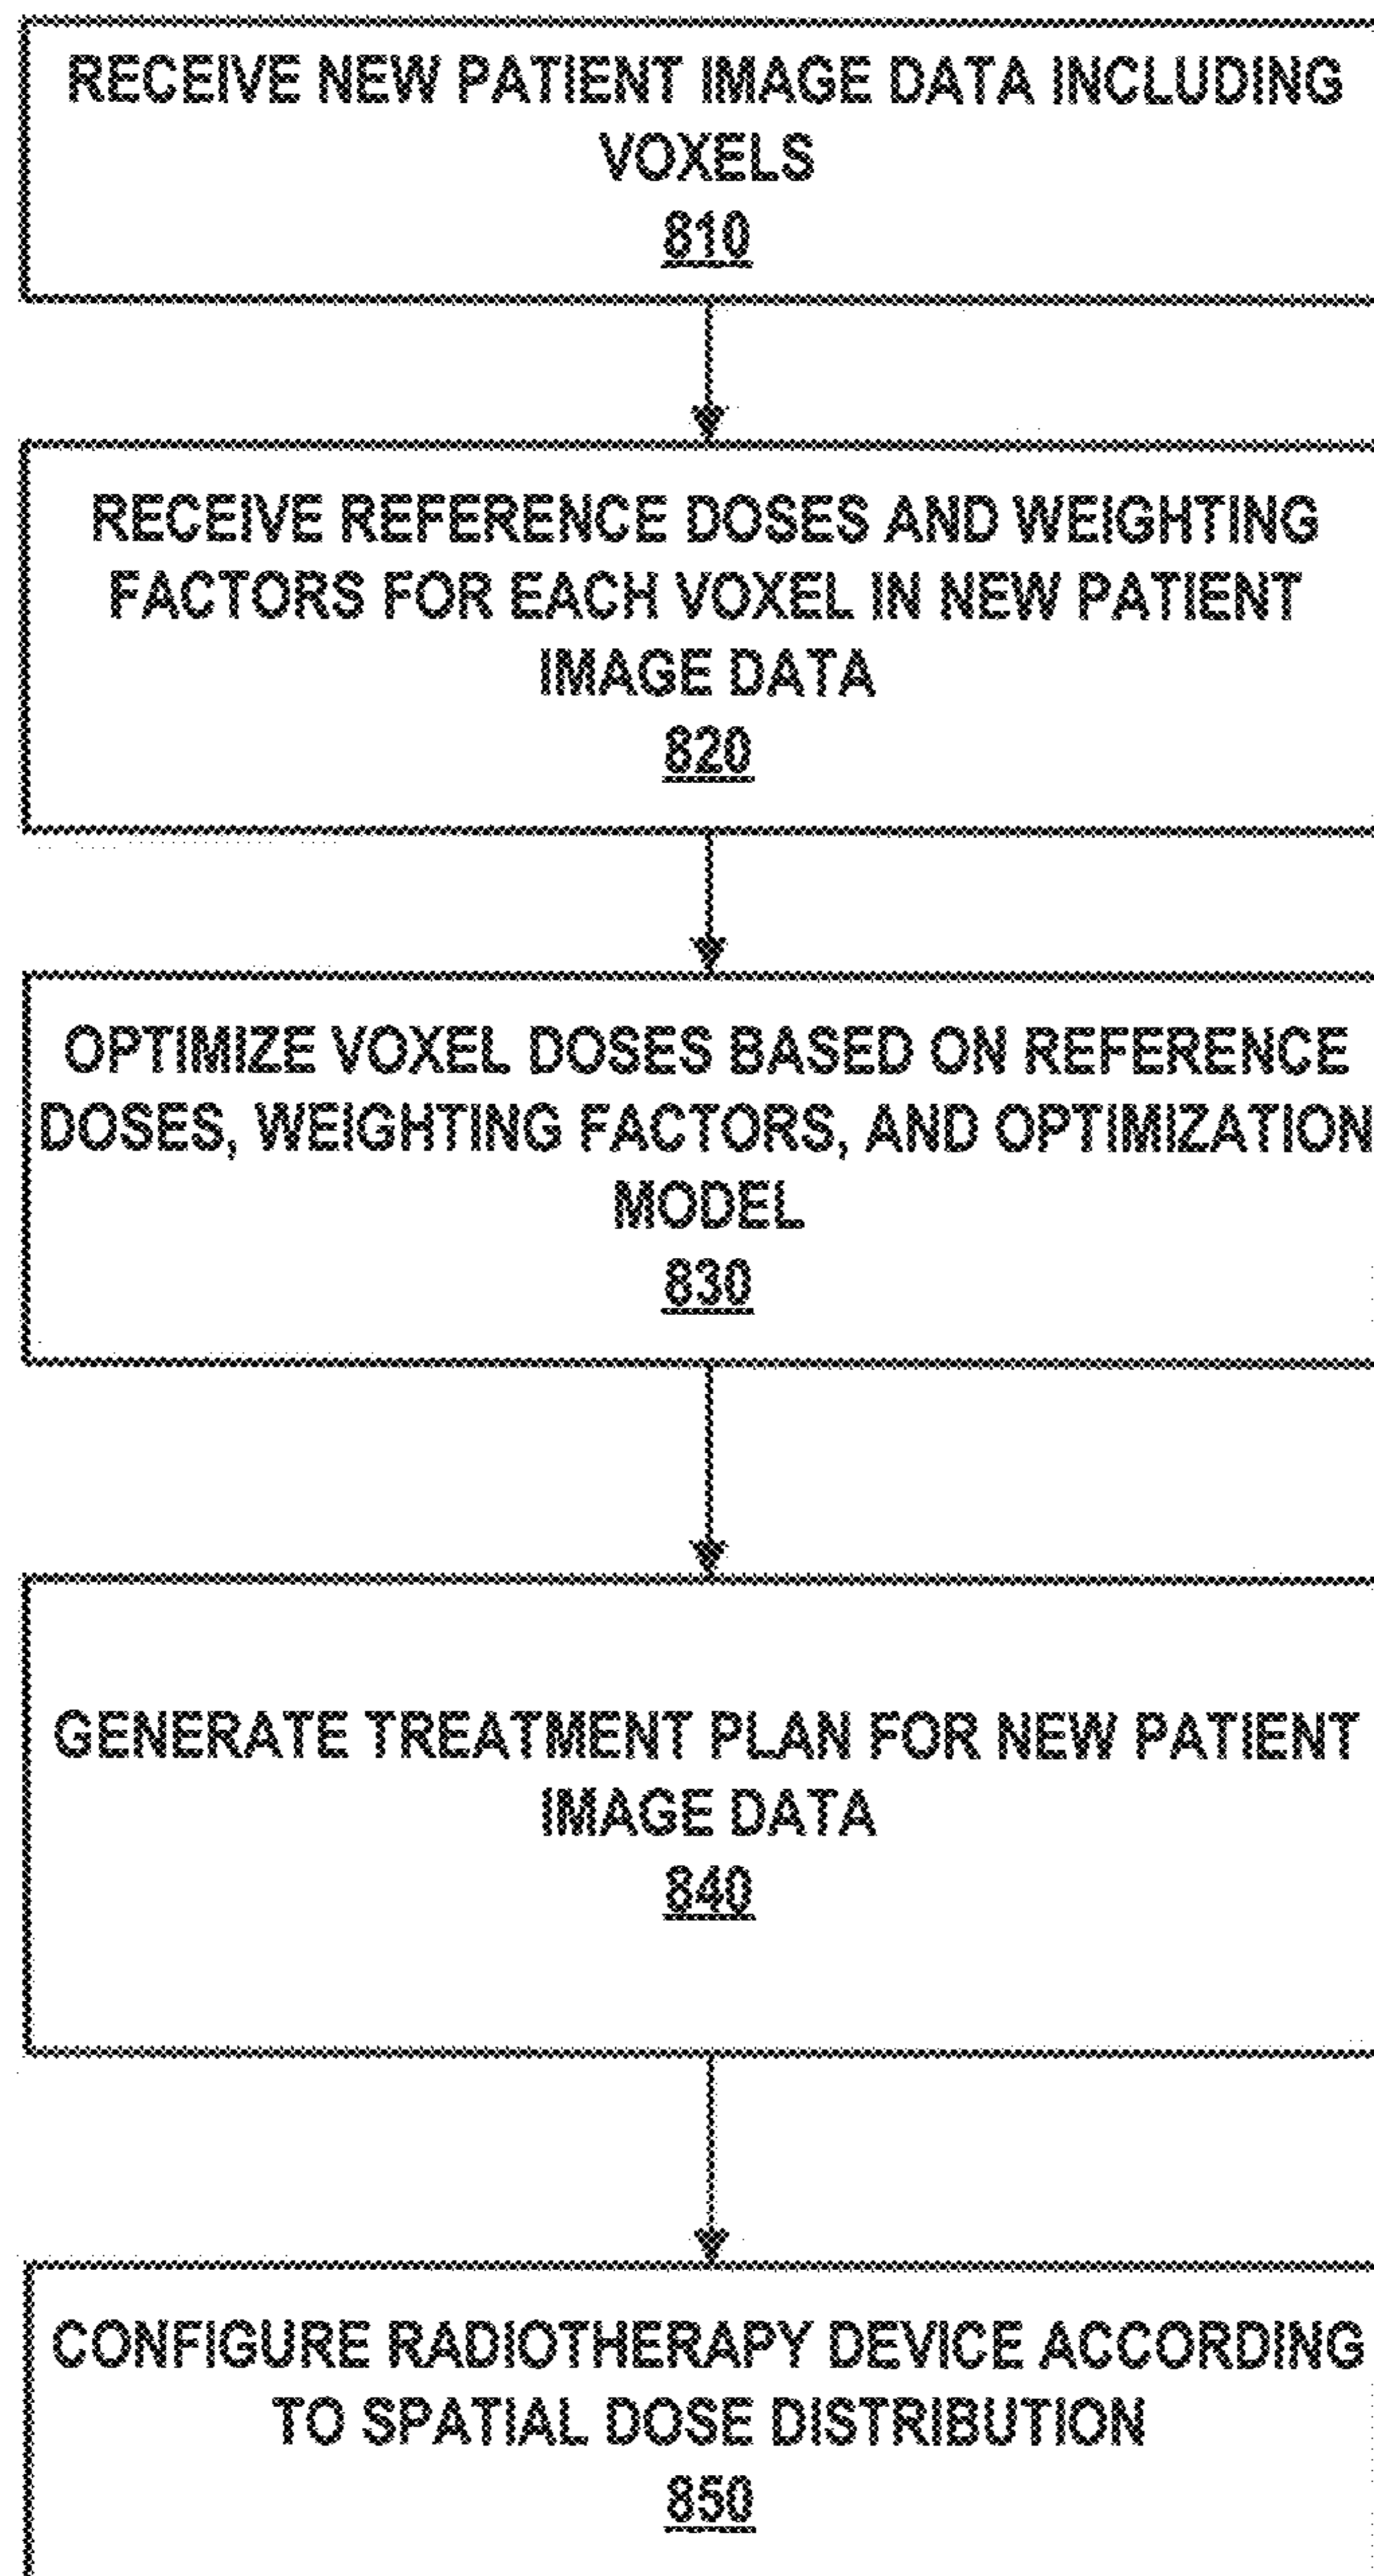 RECEIVE NEW PATIENT IMAGE DATA INCLUDING
VOXELS
810
RECEIVE REFERENCE DOSES AND WEIGHTING
FACTORS FOR EACH VOXEL IN NEW PATIENT
IMAGE DATA
820
OPTIMIZE VOXEL DOSES BASED ON REFERENCE
DOSES, WEIGHTING FACTORS, AND OPTIMIZATION
MODEL
830
GENERATE TREATMENT PLAN FOR NEW PATIENT
IMAGE DATA
840
CONFIGURE RADIOTHERAPY DEVICE ACCORDING
TO SPATIAL DOSE DISTRIBUTION
850